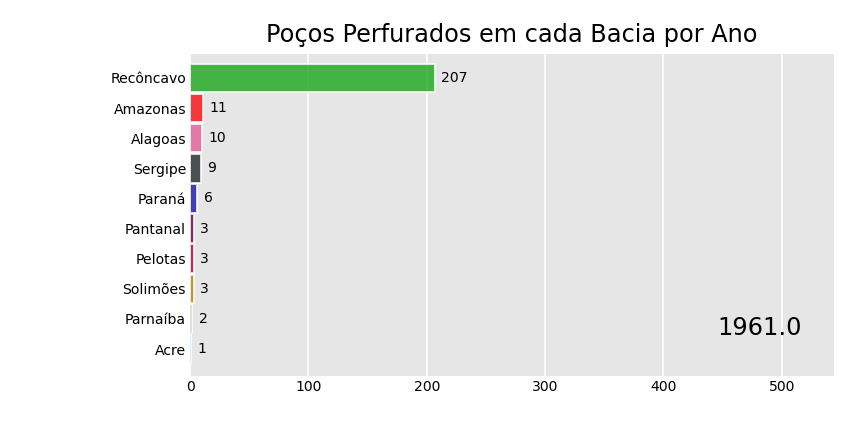 Poços Perfurados em cada Bacia por Ano
Recôncavo 207
Amazonas 11
Alagoas 10
Sergipe 9
Paraná 6
Pantanal 3
Pelotas 3
Solimões 3
Parnaíba 2
1961.0
Acre 1
0 100 200 300 400 500